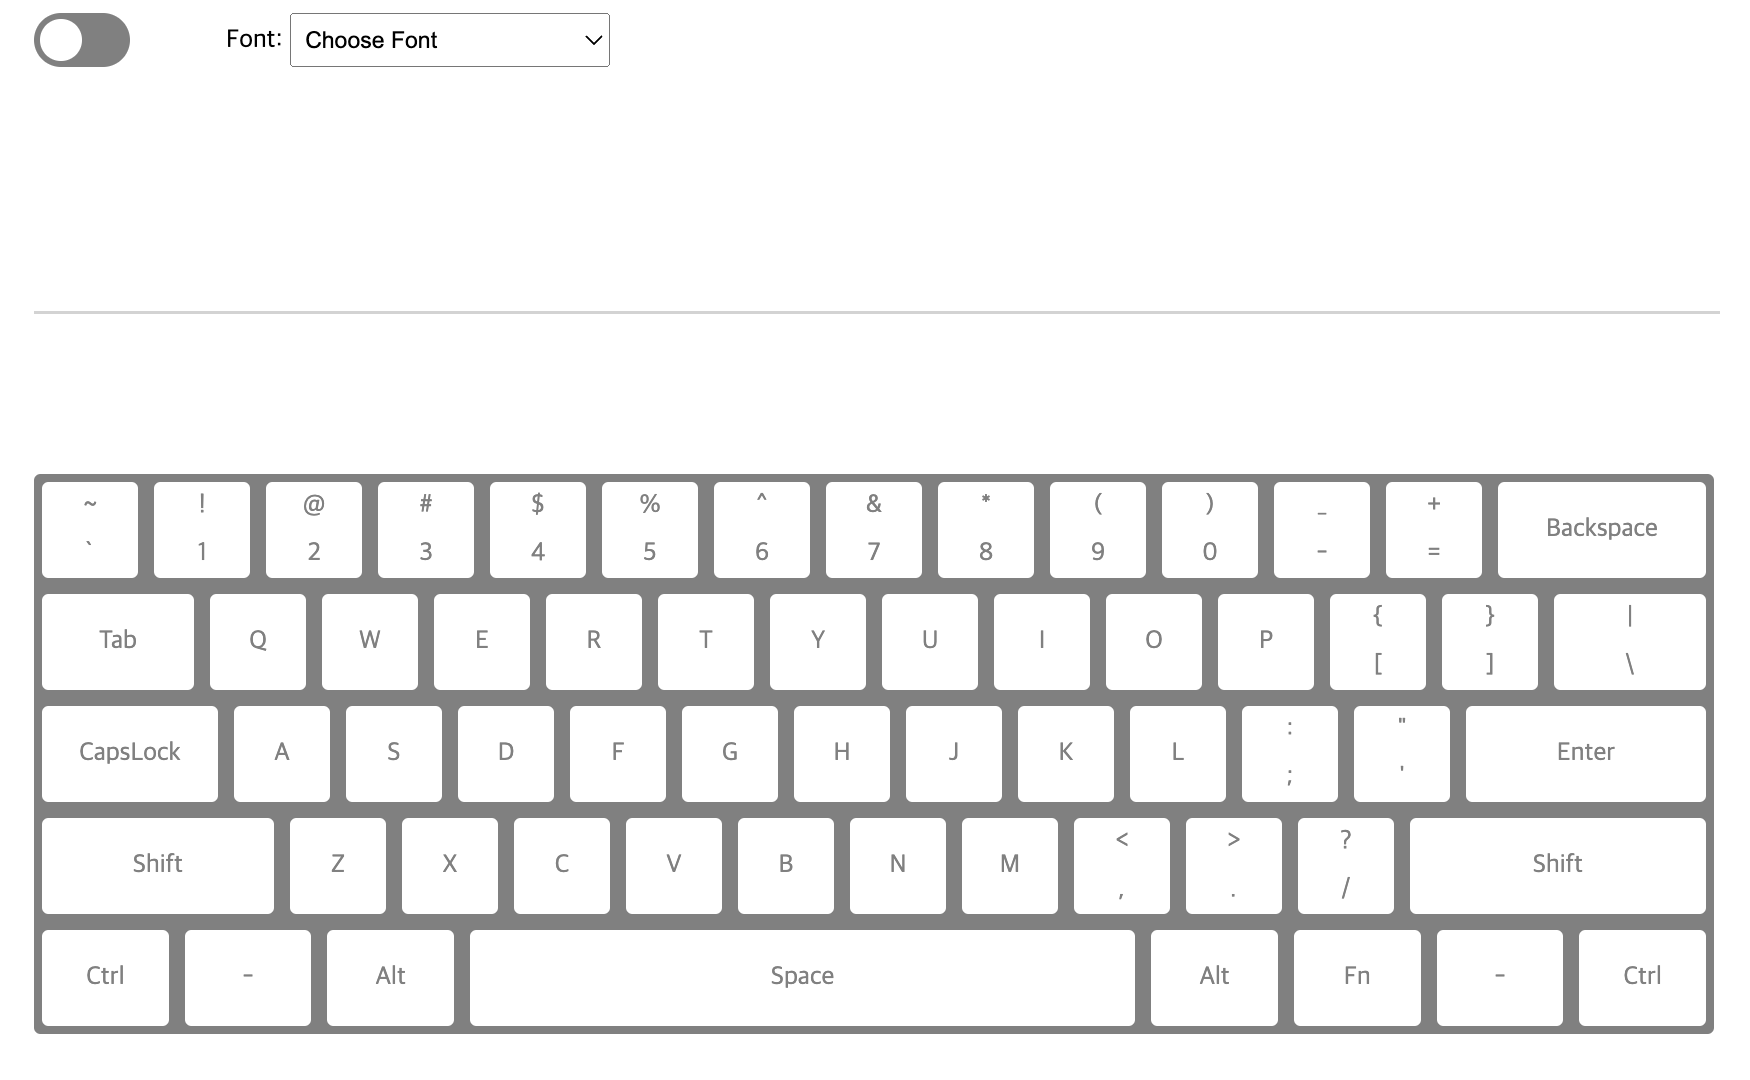 Font: Choose Font
~ ! @ # $ % ^ & * ( ) _ +
` 1 2 3 4 5 6 7 8 9 0 - = Backspace
{ } |
Tab Q W E R T Y U I O P [ ] \
: "
CapsLock A S D F G H J K L ; ' Enter
< > ?
Shift Z X C V B N M , . / Shift
Ctrl - Alt Space Alt Fn - Ctrl